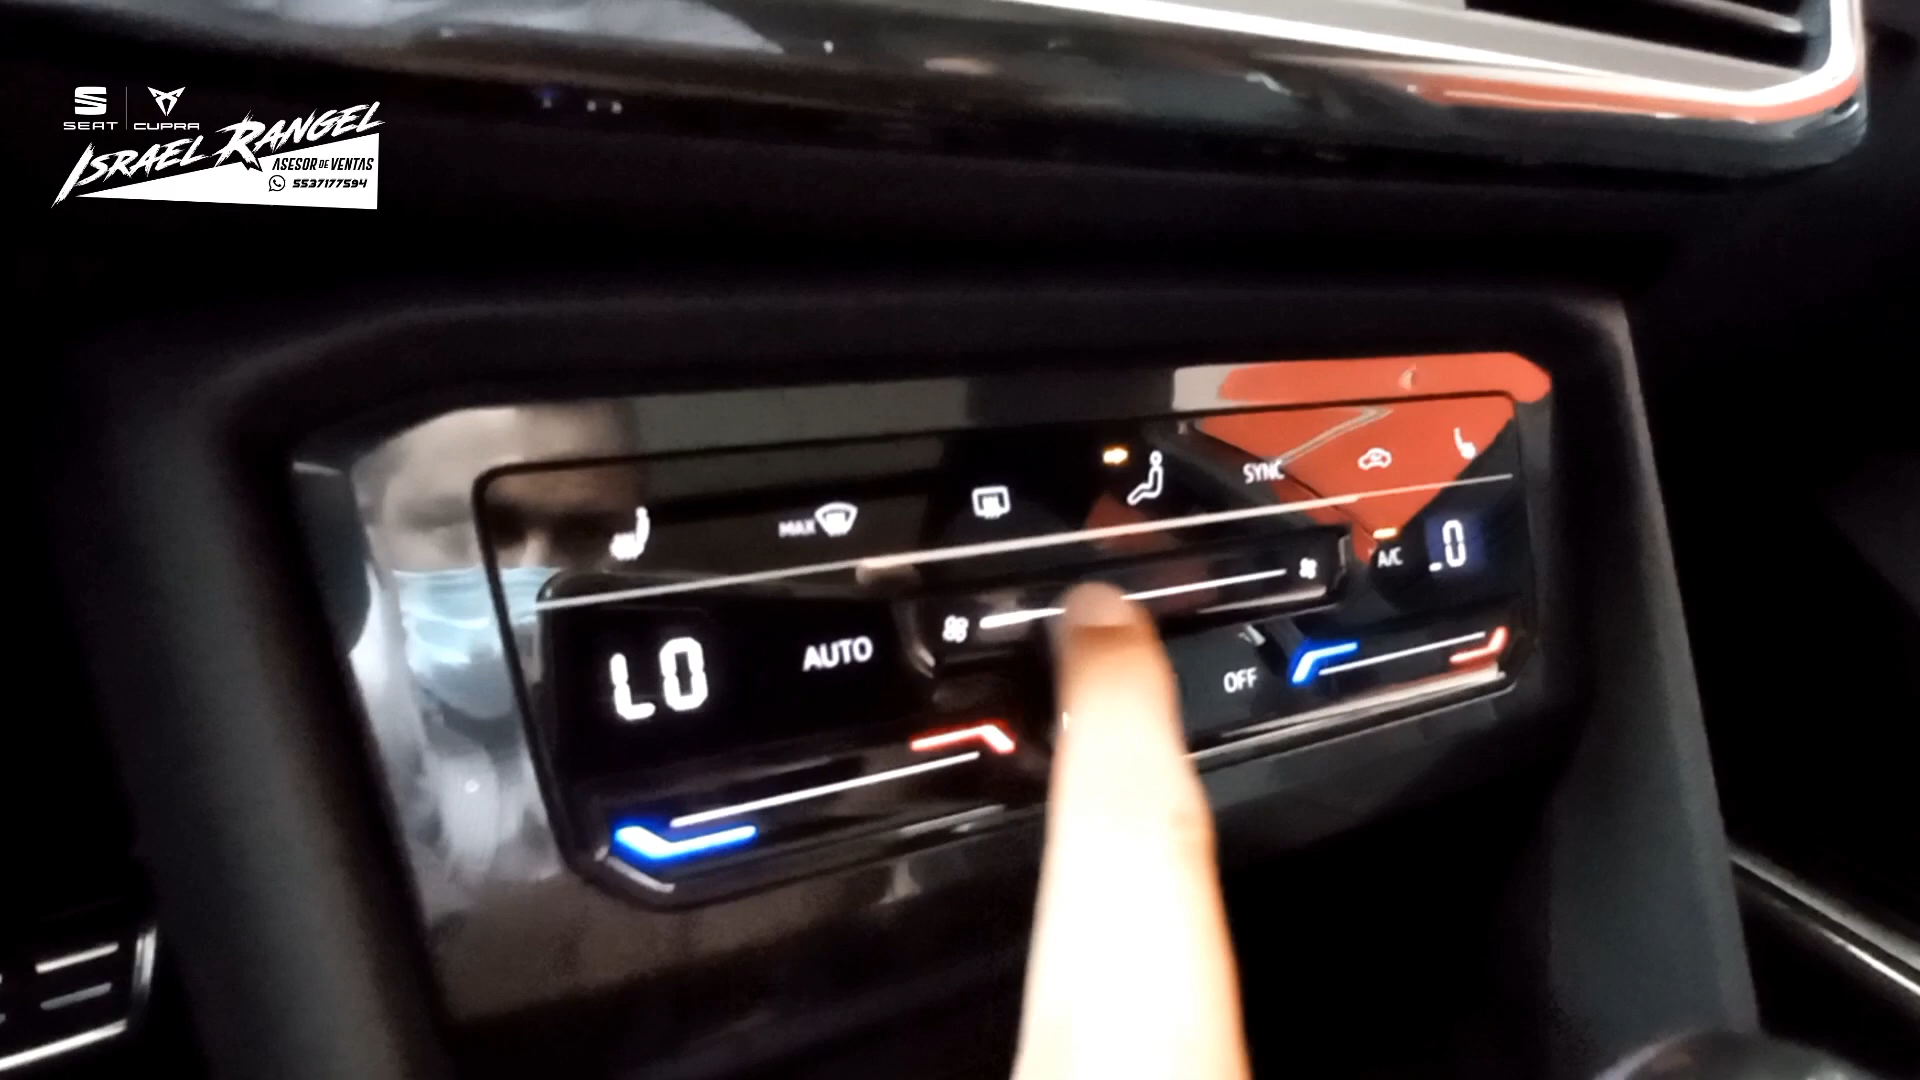 SEAT CUPRA
ISRAEL RANGEL
ASESOR DE VENTAS
5537177594
MAX
SYNC
A/C
LO
AUTO
OFF